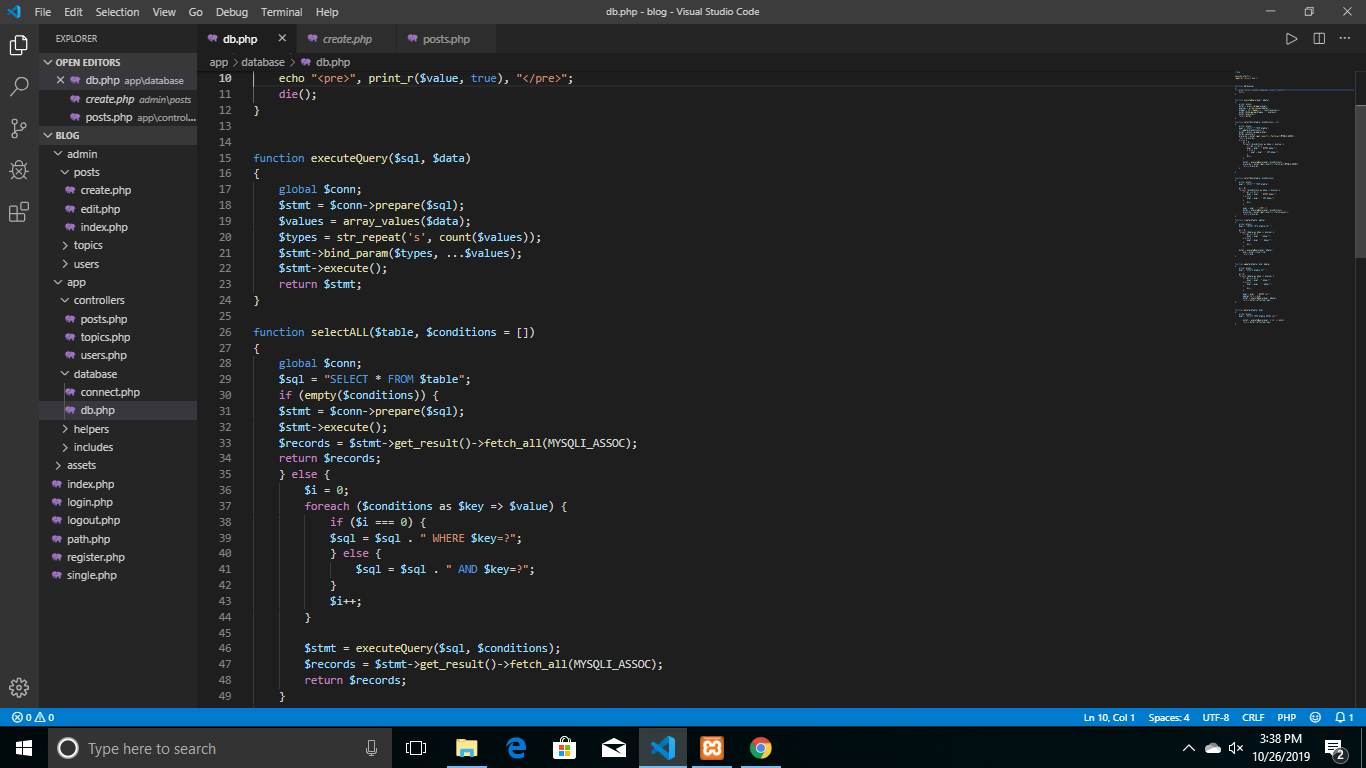 File Edit Selection View Go Debug Terminal Help
db.php - blog - Visual Studio Code
EXPLORER
OPEN EDITORS
db.php app\database
create.php admin\posts
posts.php app\control...
BLOG
admin
posts
create.php
edit.php
index.php
topics
users
app
controllers
posts.php
topics.php
users.php
database
connect.php
db.php
helpers
includes
assets
index.php
login.php
logout.php
path.php
register.php
single.php
db.php
create.php
posts.php
app > database > db.php
10 echo "<pre>", print_r($value, true), "</pre>";
11 die();
12 }
13
14
15 function executeQuery($sql, $data)
16 {
17 global $conn;
18 $stmt = $conn->prepare($sql);
19 $values = array_values($data);
20 $types = str_repeat('s', count($values));
21 $stmt->bind_param($types, ...$values);
22 $stmt->execute();
23 return $stmt;
24 }
25
26 function selectALL($table, $conditions = [])
27 {
28 global $conn;
29 $sql = "SELECT * FROM $table";
30 if (empty($conditions)) {
31 $stmt = $conn->prepare($sql);
32 $stmt->execute();
33 $records = $stmt->get_result()->fetch_all(MYSQLI_ASSOC);
34 return $records;
35 } else {
36 $i = 0;
37 foreach ($conditions as $key => $value) {
38 if ($i === 0) {
39 $sql = $sql . " WHERE $key=?";
40 } else {
41 $sql = $sql . " AND $key=?";
42 }
43 $i++;
44 }
45
46 $stmt = executeQuery($sql, $conditions);
47 $records = $stmt->get_result()->fetch_all(MYSQLI_ASSOC);
48 return $records;
49 }
0 0
Ln 10, Col 1 Spaces: 4 UTF-8 CRLF PHP 1
Type here to search
3:38 PM
10/26/2019
2